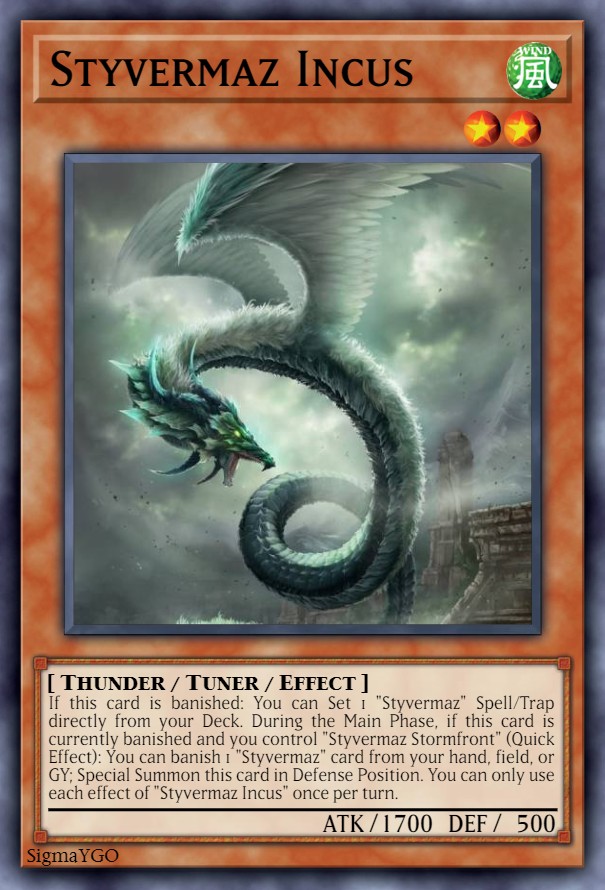 Styvermaz Incus
WIND
風
[ Thunder / Tuner / Effect ]
If this card is banished: You can Set 1 "Styvermaz" Spell/Trap
directly from your Deck. During the Main Phase, if this card is
currently banished and you control "Styvermaz Stormfront" (Quick
Effect): You can banish 1 "Styvermaz" card from your hand, field, or
GY; Special Summon this card in Defense Position. You can only use
each effect of "Styvermaz Incus" once per turn.
ATK / 1700 DEF / 500
SigmaYGO